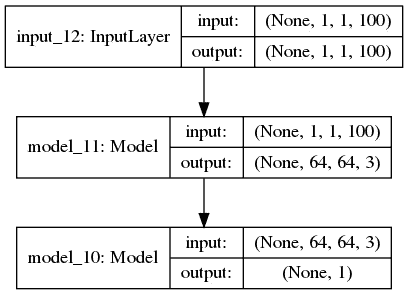 input_12: InputLayer
input: (None, 1, 1, 100)
output: (None, 1, 1, 100)
model_11: Model
input: (None, 1, 1, 100)
output: (None, 64, 64, 3)
model_10: Model
input: (None, 64, 64, 3)
output: (None, 1)